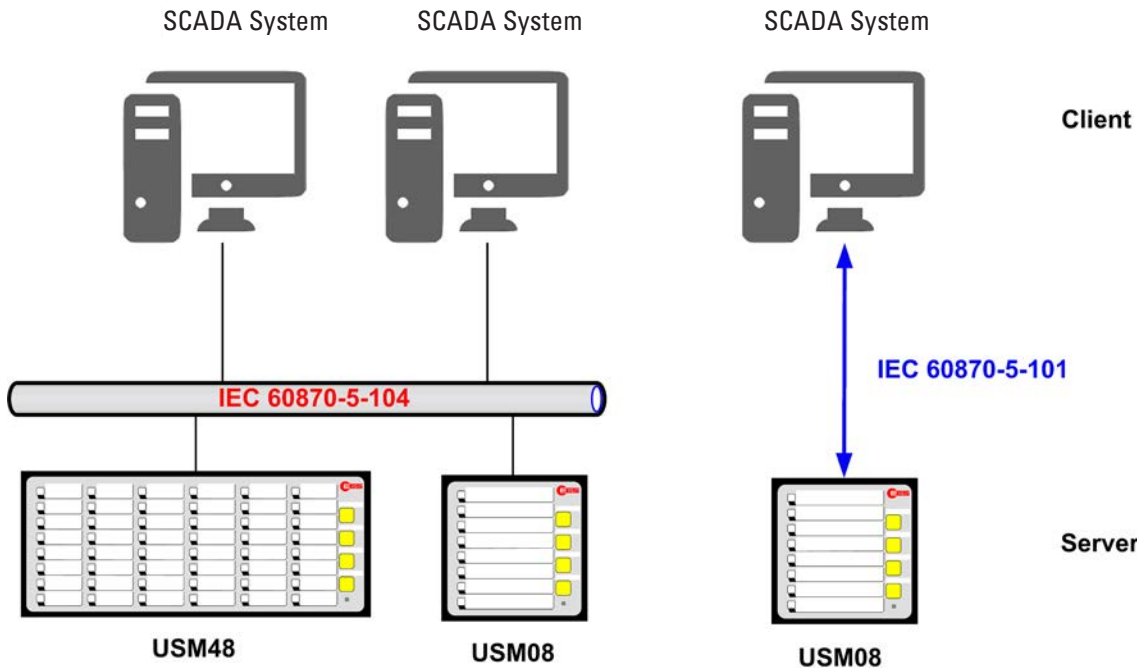 SCADA System
SCADA System
SCADA System
Client
IEC 60870-5-104
IEC 60870-5-101
Server
USM48
USM08
USM08